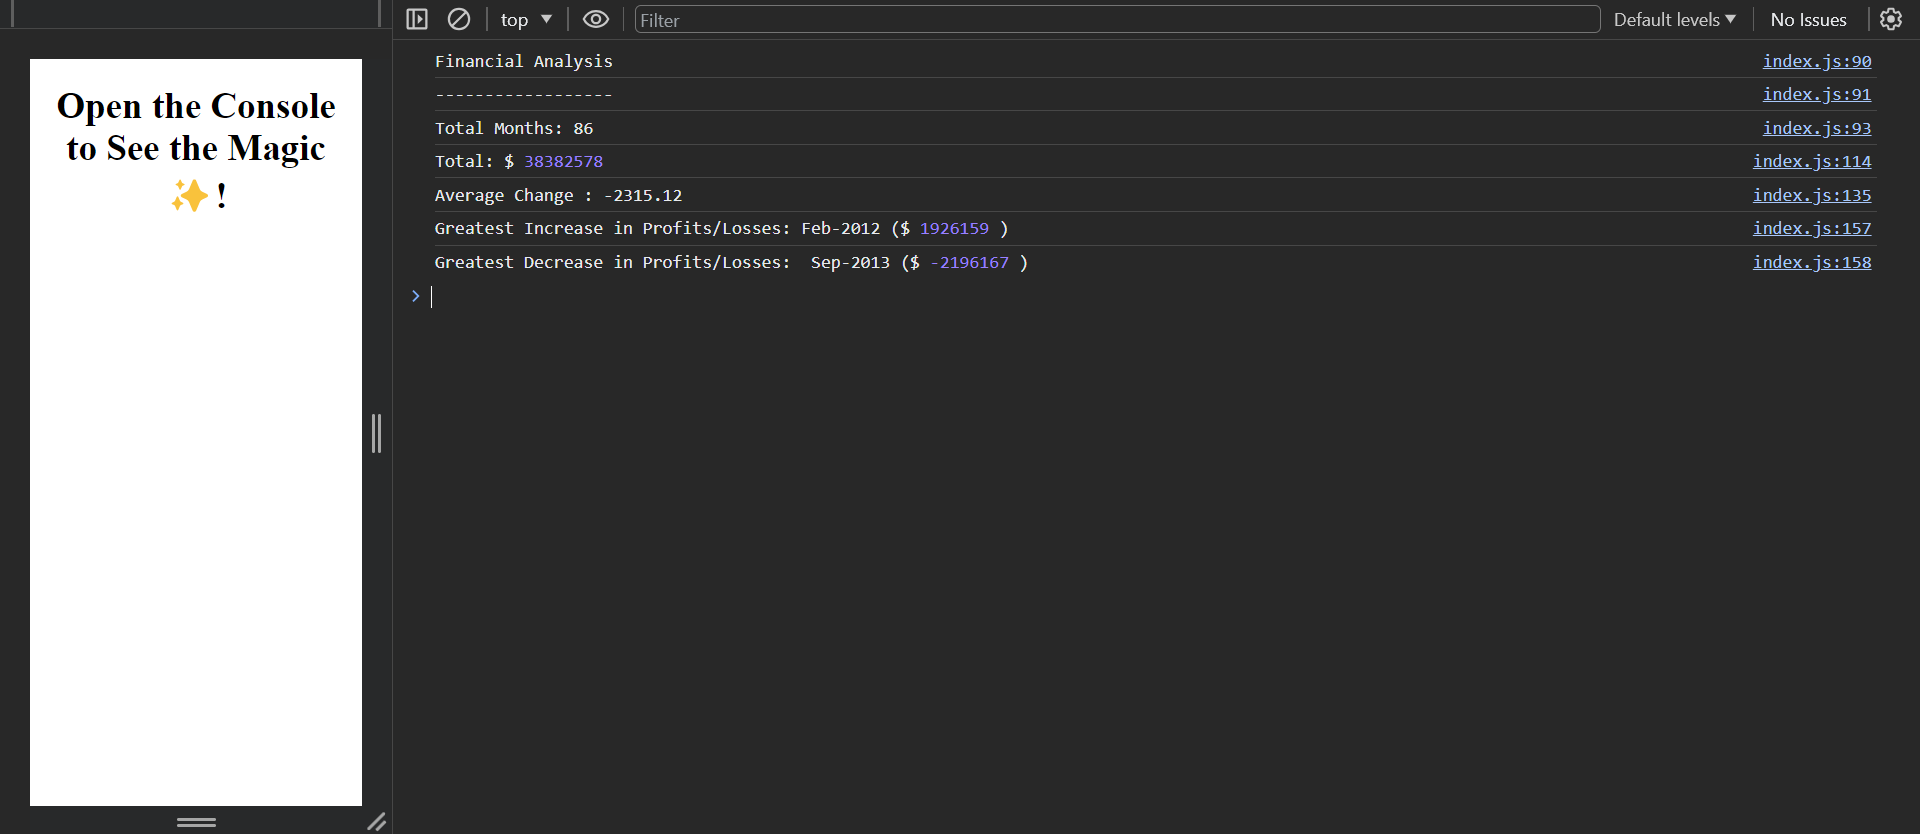 Open the Console
to See the Magic
✨ !
top ▼ Filter Default levels ▼ No Issues
Financial Analysis index.js:90
------------------ index.js:91
Total Months: 86 index.js:93
Total: $ 38382578 index.js:114
Average Change : -2315.12 index.js:135
Greatest Increase in Profits/Losses: Feb-2012 ($ 1926159 ) index.js:157
Greatest Decrease in Profits/Losses:  Sep-2013 ($ -2196167 ) index.js:158